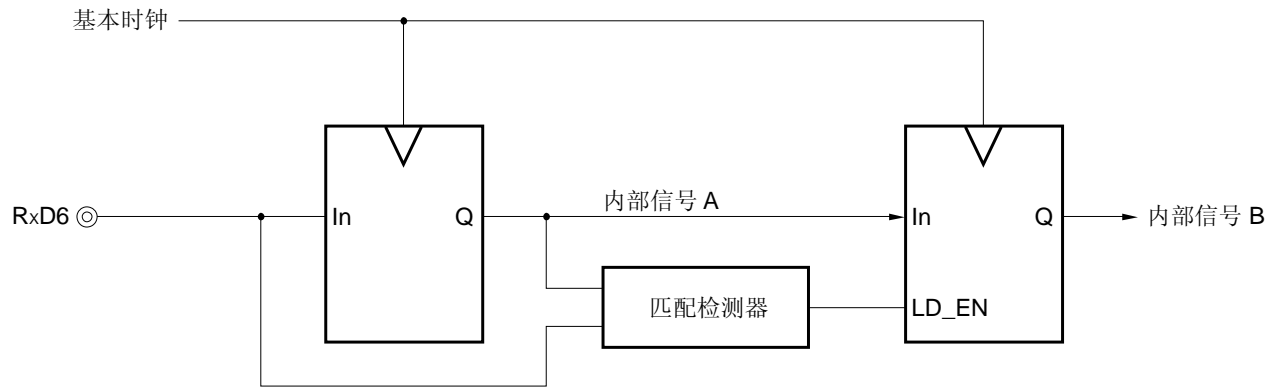 基本时钟
RxD6
In
Q
内部信号 A
In
Q
内部信号 B
匹配检测器
LD_EN